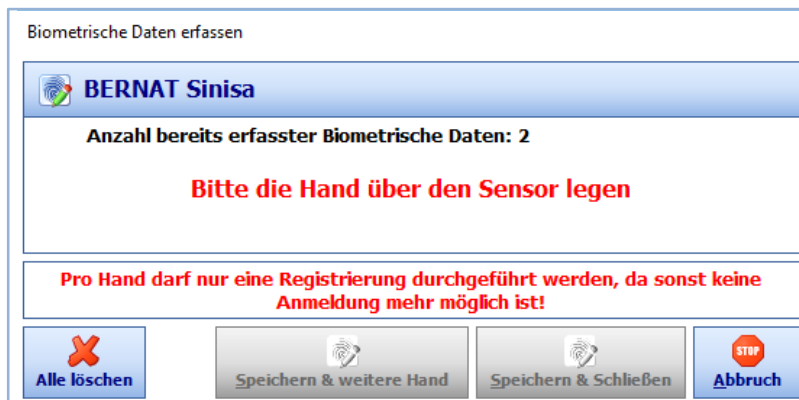 Biometrische Daten erfassen
BERNAT Sinisa
Anzahl bereits erfasster Biometrische Daten: 2
Bitte die Hand über den Sensor legen
Pro Hand darf nur eine Registrierung durchgeführt werden, da sonst keine
Anmeldung mehr möglich ist!
STOP
Alle löschen Speichern & weitere Hand Speichern & Schließen Abbruch